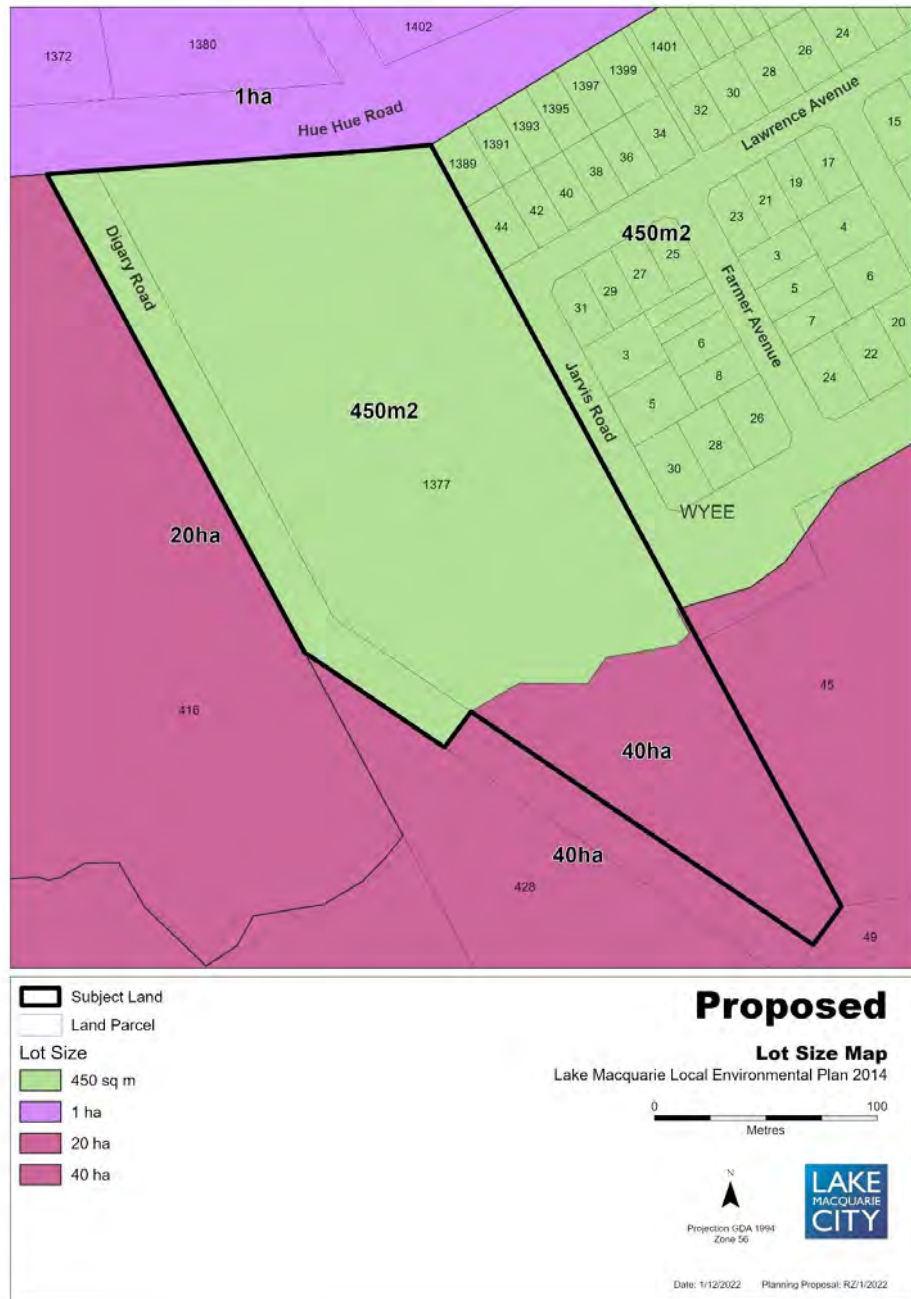 1402
1372
1380
1ha
Hue Hue Road
1401
24
26
28
30
32
1399
1397
1395
1393
1391
1389
Lawrence Avenue
15
34
36
38
40
42
44
17
19
21
23
450m2
4
25
27
29
31
3
6
5
Farmer Avenue
Digary Road
7
20
22
24
3
6
8
5
Jarvis Road
26
28
30
450m2
1377
WYEE
20ha
416
45
40ha
40ha
428
49
Subject Land
Land Parcel
Lot Size
450 sq m
1 ha
20 ha
40 ha
Proposed
Lot Size Map
Lake Macquarie Local Environmental Plan 2014
0 100
Metres
N
Projection GDA 1994
Zone 56
LAKE
MACQUARIE
CITY
Date: 1/12/2022 Planning Proposal: RZ/1/2022